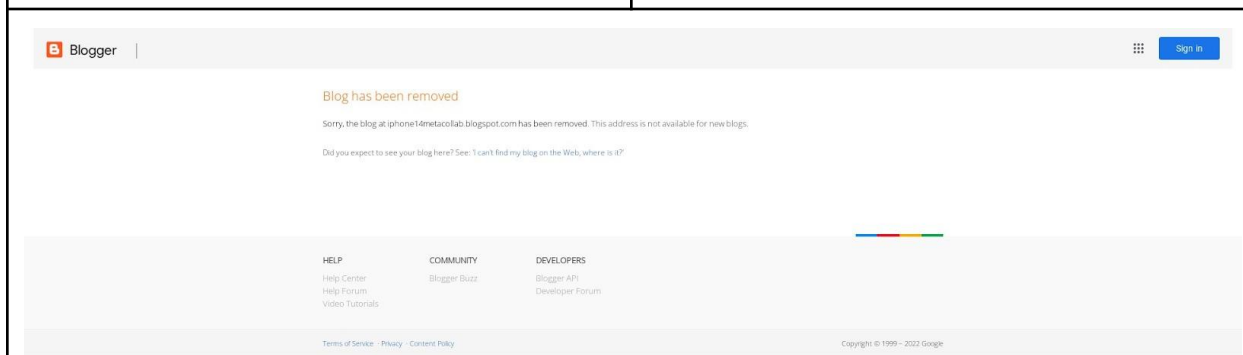 Blogger
Sign in
Blog has been removed
Sorry, the blog at iphone14metacollab.blogspot.com has been removed. This address is not available for new blogs.
Did you expect to see your blog here? See: 'I can't find my blog on the Web, where is it?'
HELP COMMUNITY DEVELOPERS
Help Center Blogger Buzz Blogger API
Help Forum Developer Forum
Video Tutorials
Terms of Service · Privacy · Content Policy Copyright © 1999 – 2022 Google